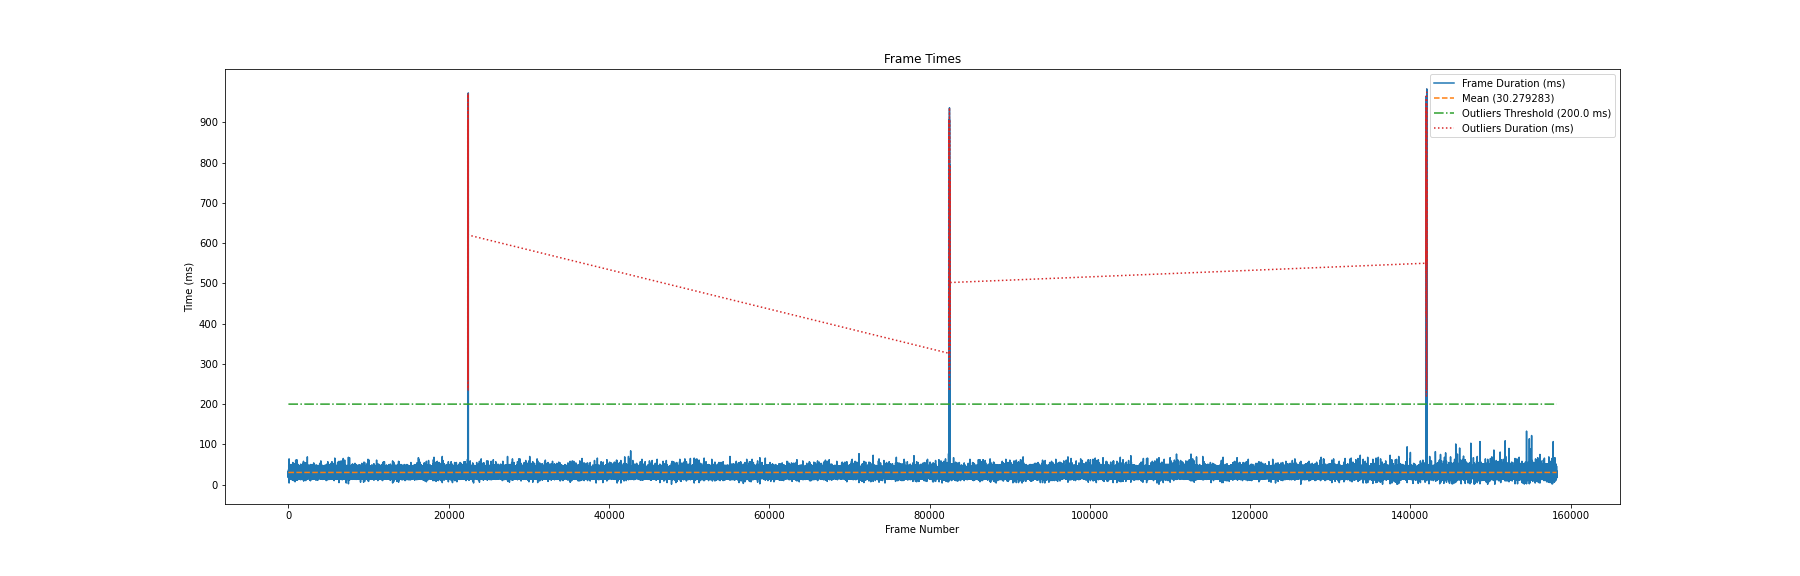 Frame Times
Frame Duration (ms)
Mean (30.279283)
Outliers Threshold (200.0 ms)
Outliers Duration (ms)
900
800
700
600
500
400
300
200
100
0
Time (ms)
0 20000 40000 60000 80000 100000 120000 140000 160000
Frame Number